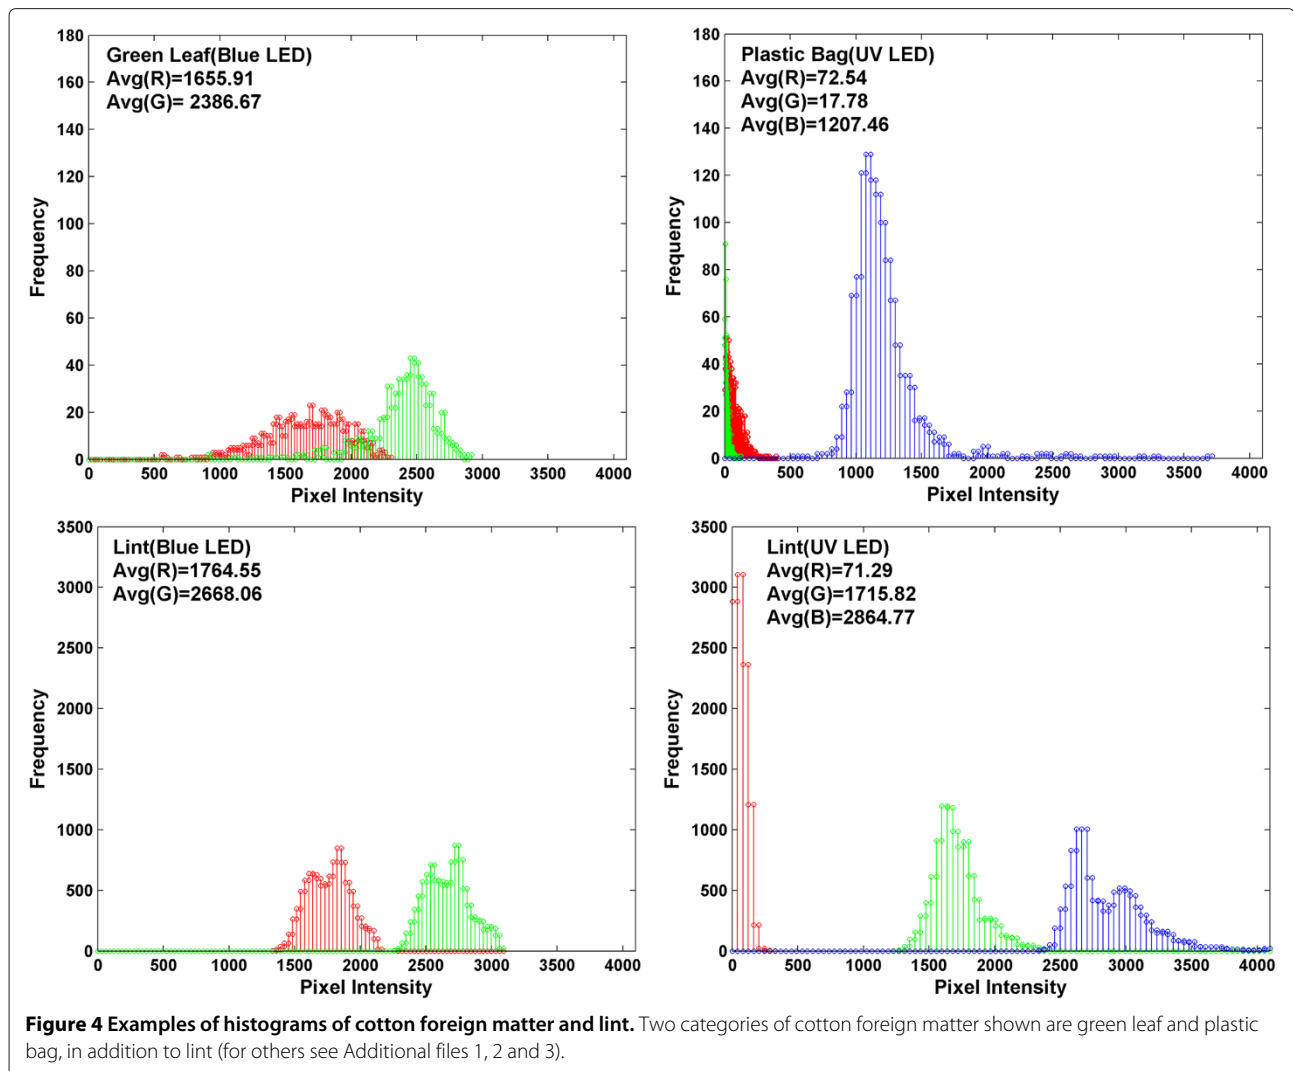 Green Leaf(Blue LED)
Avg(R)=1655.91
Avg(G)= 2386.67
180
160
140
120
100
80
60
40
20
0
Frequency
0 500 1000 1500 2000 2500 3000 3500 4000
Pixel Intensity
Plastic Bag(UV LED)
Avg(R)=72.54
Avg(G)=17.78
Avg(B)=1207.46
180
160
140
120
100
80
60
40
20
0
Frequency
0 500 1000 1500 2000 2500 3000 3500 4000
Pixel Intensity
Lint(Blue LED)
Avg(R)=1764.55
Avg(G)=2668.06
3500
3000
2500
2000
1500
1000
500
0
Frequency
0 500 1000 1500 2000 2500 3000 3500 4000
Pixel Intensity
Lint(UV LED)
Avg(R)=71.29
Avg(G)=1715.82
Avg(B)=2864.77
3500
3000
2500
2000
1500
1000
500
0
Frequency
0 500 1000 1500 2000 2500 3000 3500 4000
Pixel Intensity
Figure 4 Examples of histograms of cotton foreign matter and lint. Two categories of cotton foreign matter shown are green leaf and plastic
bag, in addition to lint (for others see Additional files 1, 2 and 3).